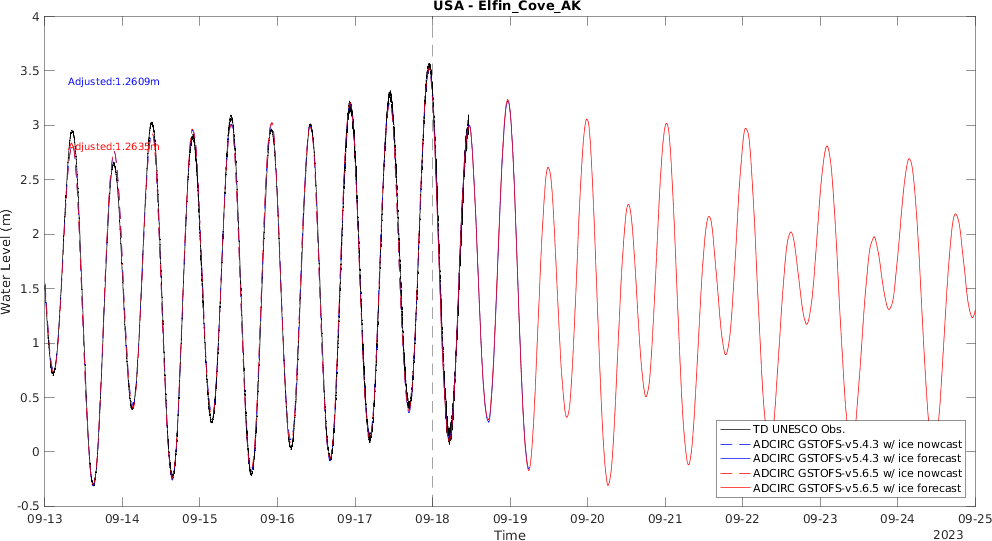 USA - Elfin_Cove_AK
Water Level (m)
4
3.5
3
2.5
2
1.5
1
0.5
0
-0.5
Adjusted:1.2609m
Adjusted:1.2635m
TD UNESCO Obs.
ADCIRC GSTOFS-v5.4.3 w/ ice nowcast
ADCIRC GSTOFS-v5.4.3 w/ ice forecast
ADCIRC GSTOFS-v5.6.5 w/ ice nowcast
ADCIRC GSTOFS-v5.6.5 w/ ice forecast
09-13 09-14 09-15 09-16 09-17 09-18 09-19 09-20 09-21 09-22 09-23 09-24 09-25
Time
2023